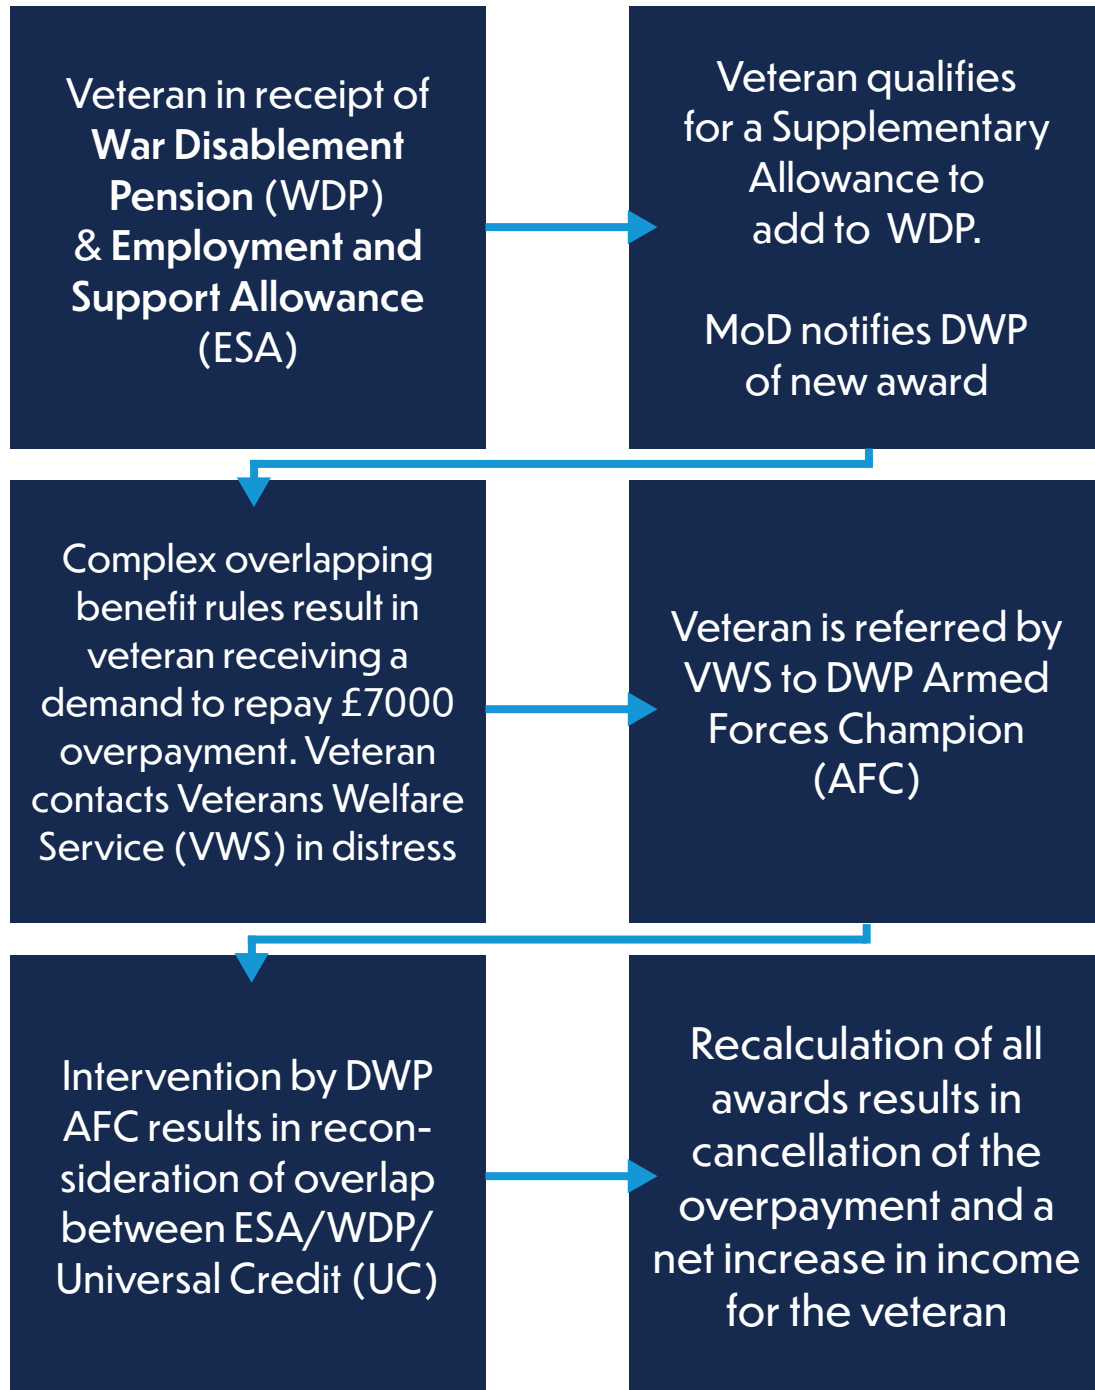 Veteran in receipt of
War Disablement
Pension (WDP)
& Employment and
Support Allowance
(ESA)
Veteran qualifies
for a Supplementary
Allowance to
add to WDP.
MoD notifies DWP
of new award
Complex overlapping
benefit rules result in
veteran receiving a
demand to repay £7000
overpayment. Veteran
contacts Veterans Welfare
Service (VWS) in distress
Veteran is referred by
VWS to DWP Armed
Forces Champion
(AFC)
Intervention by DWP
AFC results in recon-
sideration of overlap
between ESA/WDP/
Universal Credit (UC)
Recalculation of all
awards results in
cancellation of the
overpayment and a
net increase in income
for the veteran